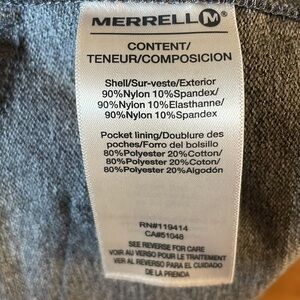 MERRELL M
CONTENT/
TENEUR/COMPOSICION
Shell/Sur-veste/Exterior
90%Nylon 10%Spandex/
90%Nylon 10%Elasthanne/
90%Nylon 10%Spandex
Pocket lining/Doublure des
poches/Forro del bolsillo
80%Polyester 20%Cotton/
80%Polyester 20%Coton/
80%Polyester 20%Algodón
RN#119414
CA#51048
SEE REVERSE FOR CARE
VOIR AU VERSO POUR LE TRAITEMENT
VER AL REVERSO PARA EL CUIDADO
DE LA PRENDA